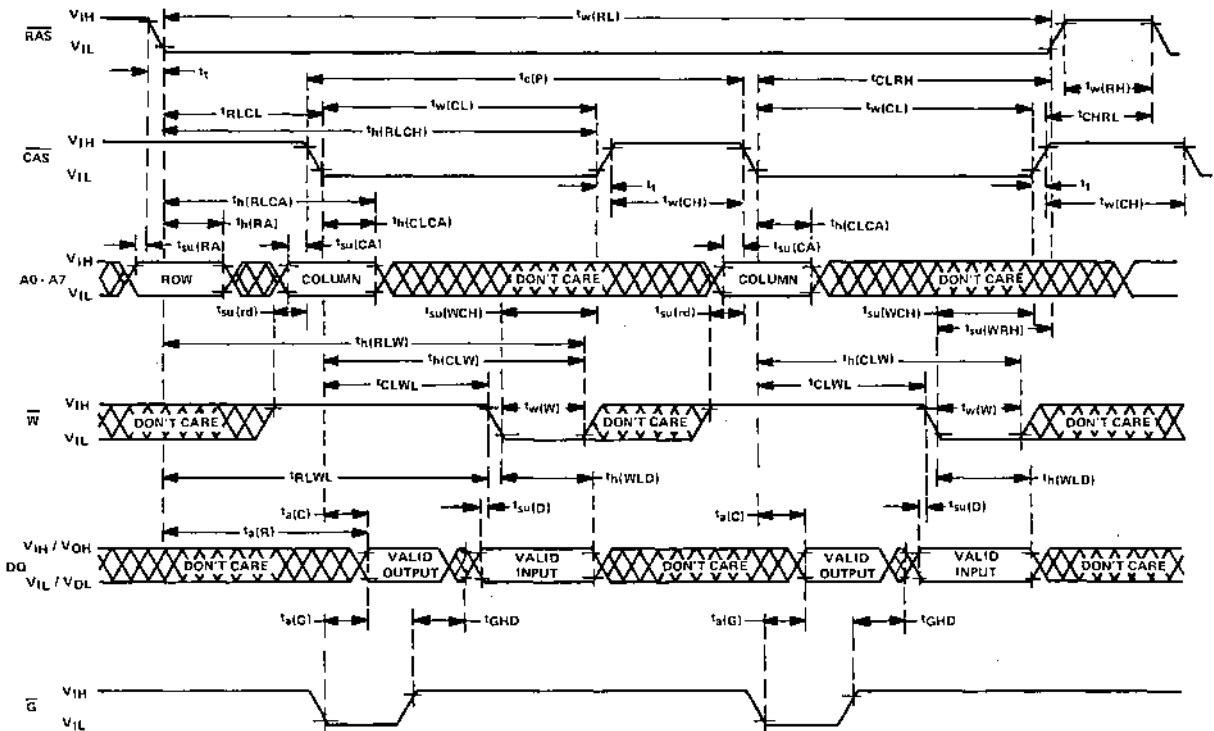 VIH tw(RL)
RAS
VIL
tt tc(P) tCLRH
tw(RH)
tRLCL tw(CL) tw(CL)
tCHRL
th(RLCH)
VIH
CAS
VIL
th(RLCA) tt tt
tw(CH) tw(CH)
th(RA) th(CLCA) th(CLCA)
tsu(RA) tsu(CA) tsu(CA)
VIH
A0 - A7 ROW COLUMN DON'T CARE COLUMN DON'T CARE
VIL
tsu(rd) tsu(WCH) tsu(rd) tsu(WCH)
tsu(WRH)
th(RLW)
th(CLW) th(CLW)
tCLWL tCLWL
VIH
W DON'T CARE tw(W) DON'T CARE tw(W) DON'T CARE
VIL
tRLWL th(WLD) th(WLD)
ta(C) tsu(D) ta(C) tsu(D)
ta(R)
VIH / VOH
DQ DON'T CARE VALID OUTPUT VALID INPUT DON'T CARE VALID OUTPUT VALID INPUT DON'T CARE
VIL / VOL
ta(G) tGHD ta(G) tGHD
VIH
G
VIL